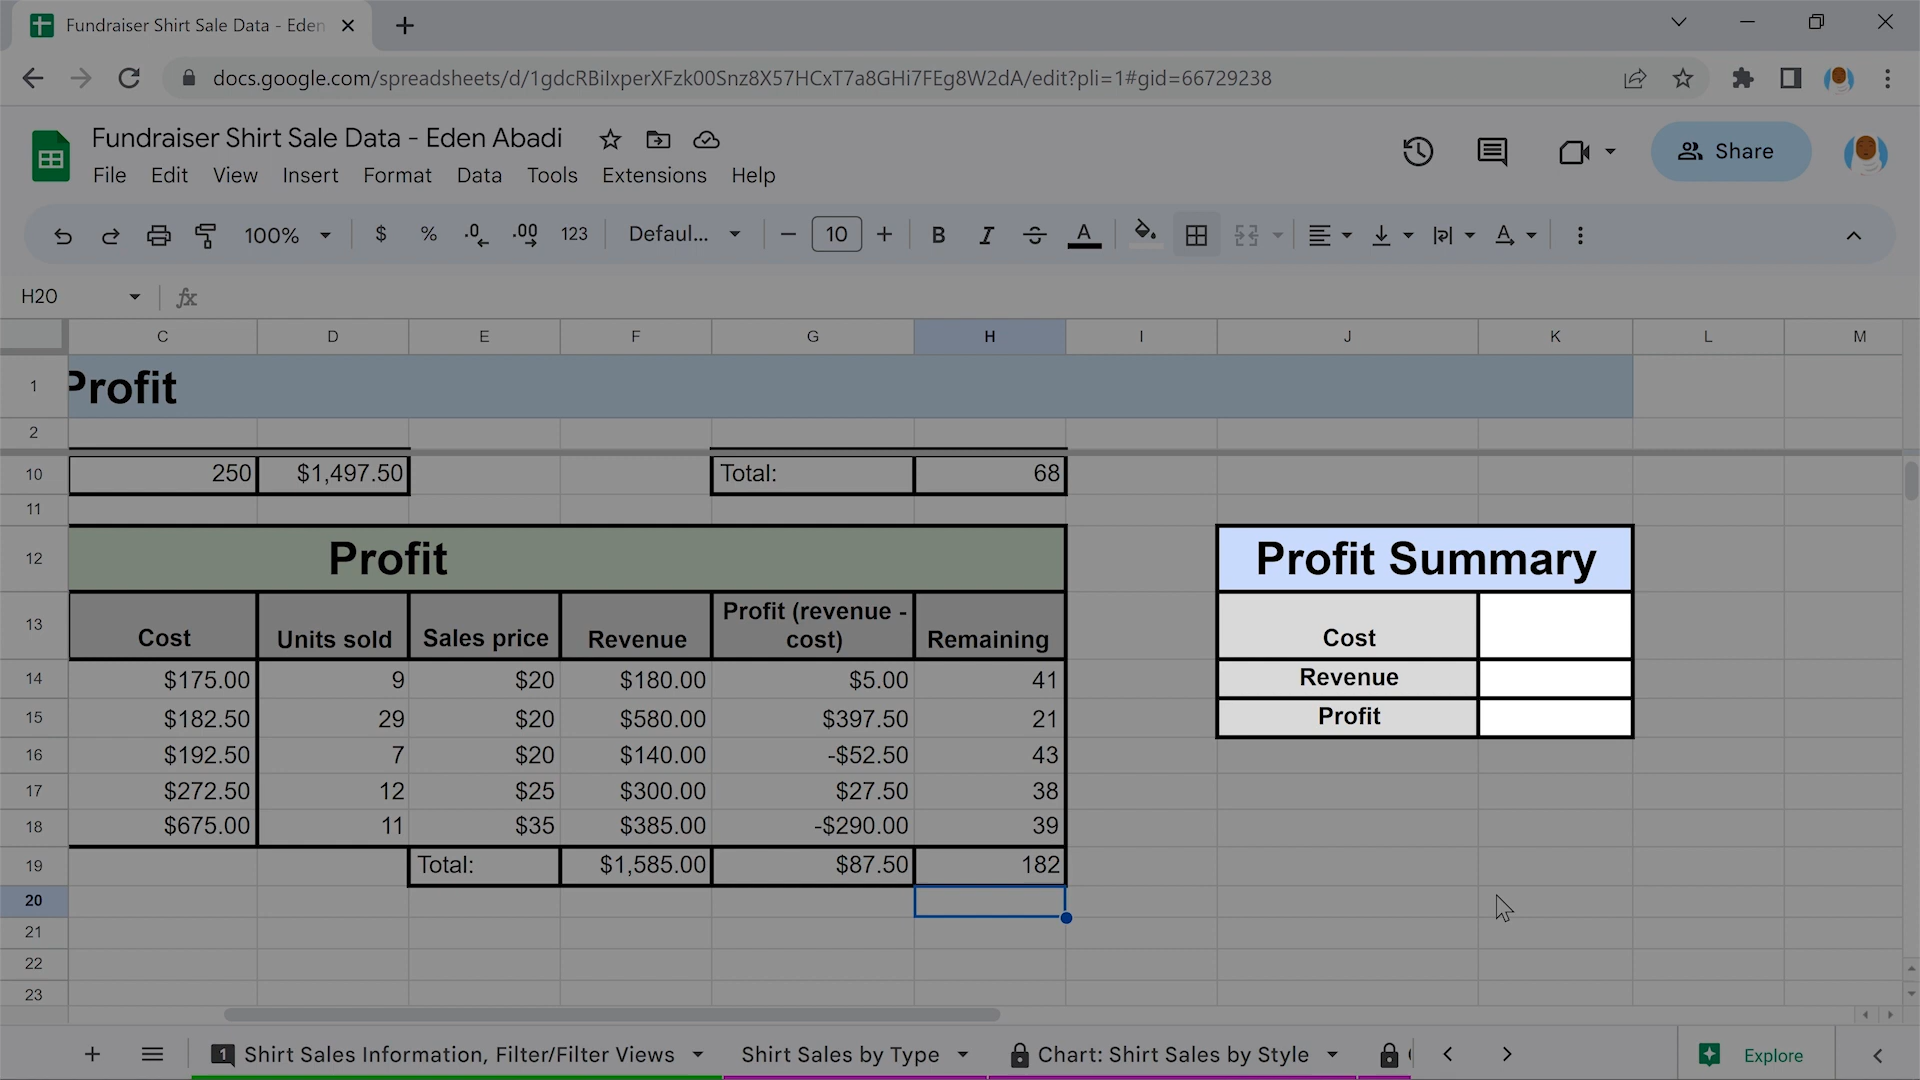 Fundraiser Shirt Sale Data - Eden
docs.google.com/spreadsheets/d/1gdcRBiIxperXFzk00Snz8X57HCxT7a8GHi7FEg8W2dA/edit?pli=1#gid=66729238
Fundraiser Shirt Sale Data - Eden Abadi
File Edit View Insert Format Data Tools Extensions Help
Share
100% $ % .0 .00 123 Defaul... 10 B I A A
H20 fx
C D E F G H I J K L M
1 Profit
2
10 250 $1,497.50 Total: 68
11
12 Profit Profit Summary
13 Cost Units sold Sales price Revenue Profit (revenue - cost) Remaining Cost
14 $175.00 9 $20 $180.00 $5.00 41 Revenue
15 $182.50 29 $20 $580.00 $397.50 21 Profit
16 $192.50 7 $20 $140.00 -$52.50 43
17 $272.50 12 $25 $300.00 $27.50 38
18 $675.00 11 $35 $385.00 -$290.00 39
19 Total: $1,585.00 $87.50 182
20
21
22
23
1 Shirt Sales Information, Filter/Filter Views Shirt Sales by Type Chart: Shirt Sales by Style Explore